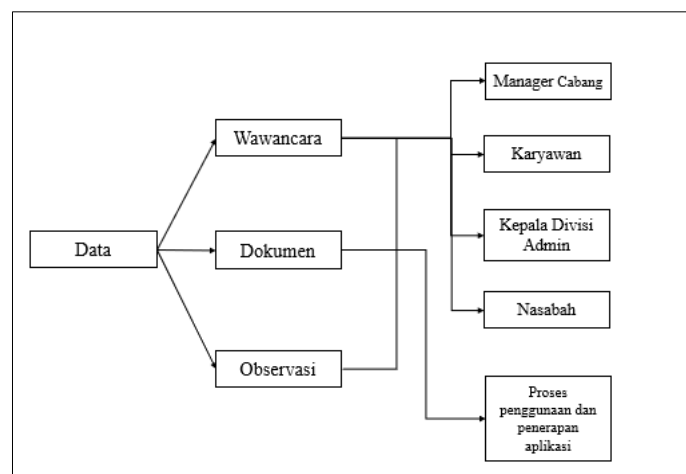 Data
Wawancara
Dokumen
Observasi
Manager Cabang
Karyawan
Kepala Divisi
Admin
Nasabah
Proses
penggunaan dan
penerapan
aplikasi